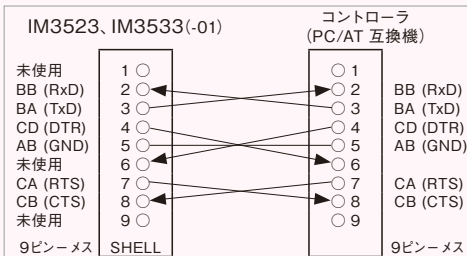 IM3523、IM3533(-01)
コントローラ
(PC/AT 互換機)
未使用 1 1
BB (RxD) 2 2 BB (RxD)
BA (TxD) 3 3 BA (TxD)
CD (DTR) 4 4 CD (DTR)
AB (GND) 5 5 AB (GND)
未使用 6 6
CA (RTS) 7 7 CA (RTS)
CB (CTS) 8 8 CB (CTS)
未使用 9 9
9ピンーメス SHELL 9ピンーメス